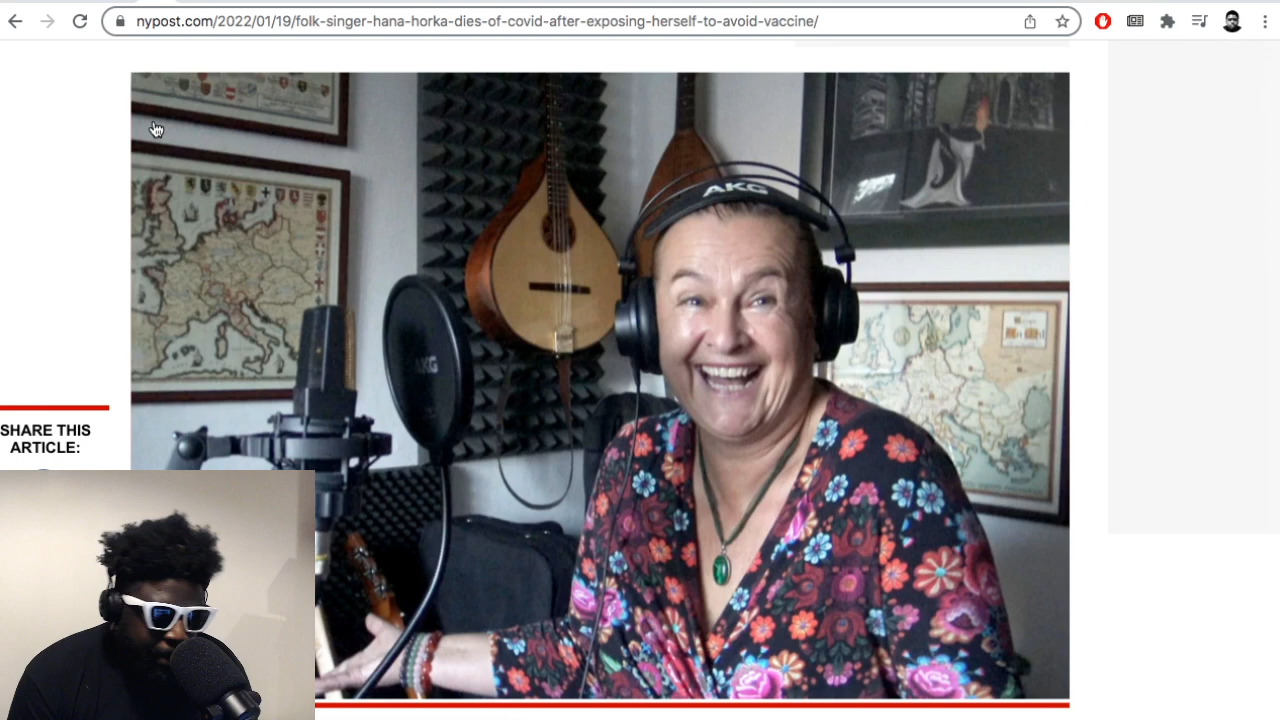 nypost.com/2022/01/19/folk-singer-hana-horka-dies-of-covid-after-exposing-herself-to-avoid-vaccine/
AKG
AKG
SHARE THIS
ARTICLE: